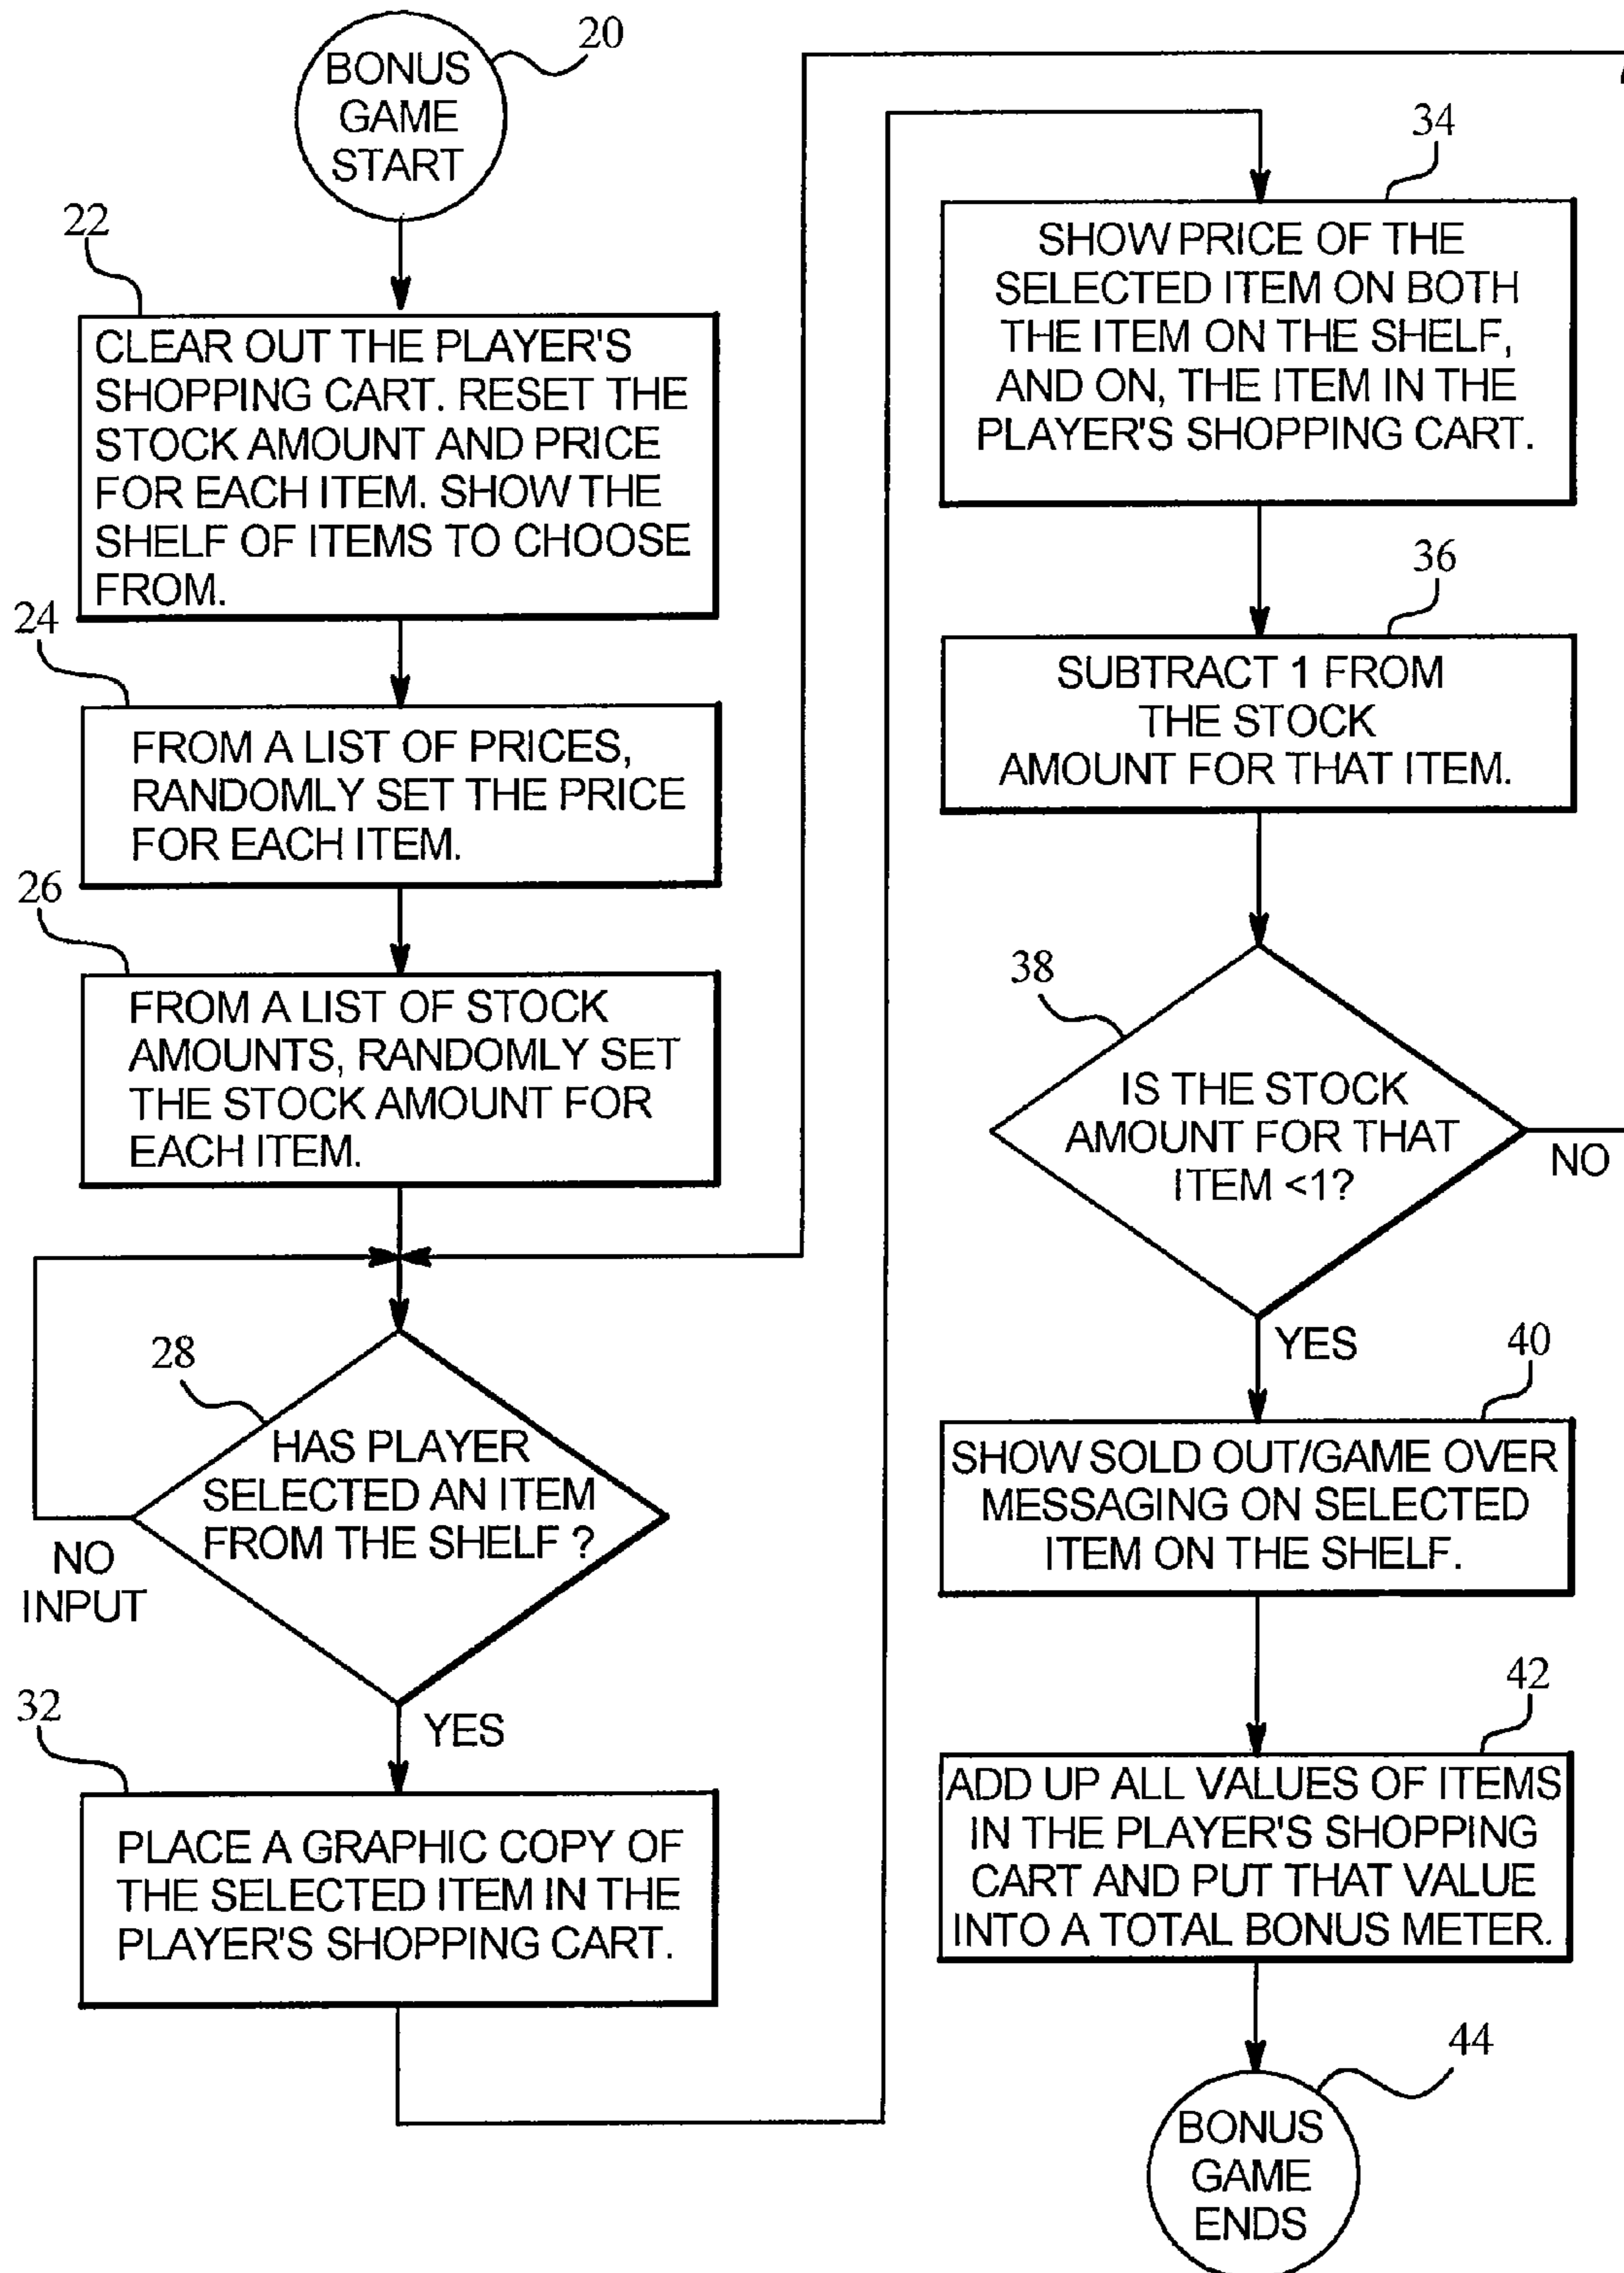 20
BONUS
GAME
START
22
CLEAR OUT THE PLAYER'S
SHOPPING CART. RESET THE
STOCK AMOUNT AND PRICE
FOR EACH ITEM. SHOW THE
SHELF OF ITEMS TO CHOOSE
FROM.
24
FROM A LIST OF PRICES,
RANDOMLY SET THE PRICE
FOR EACH ITEM.
26
FROM A LIST OF STOCK
AMOUNTS, RANDOMLY SET
THE STOCK AMOUNT FOR
EACH ITEM.
28
HAS PLAYER
SELECTED AN ITEM
FROM THE SHELF ?
NO
INPUT
YES
32
PLACE A GRAPHIC COPY OF
THE SELECTED ITEM IN THE
PLAYER'S SHOPPING CART.
34
SHOW PRICE OF THE
SELECTED ITEM ON BOTH
THE ITEM ON THE SHELF,
AND ON, THE ITEM IN THE
PLAYER'S SHOPPING CART.
36
SUBTRACT 1 FROM
THE STOCK
AMOUNT FOR THAT ITEM.
38
IS THE STOCK
AMOUNT FOR THAT
ITEM <1?
NO
YES
40
SHOW SOLD OUT/GAME OVER
MESSAGING ON SELECTED
ITEM ON THE SHELF.
42
ADD UP ALL VALUES OF ITEMS
IN THE PLAYER'S SHOPPING
CART AND PUT THAT VALUE
INTO A TOTAL BONUS METER.
44
BONUS
GAME
ENDS